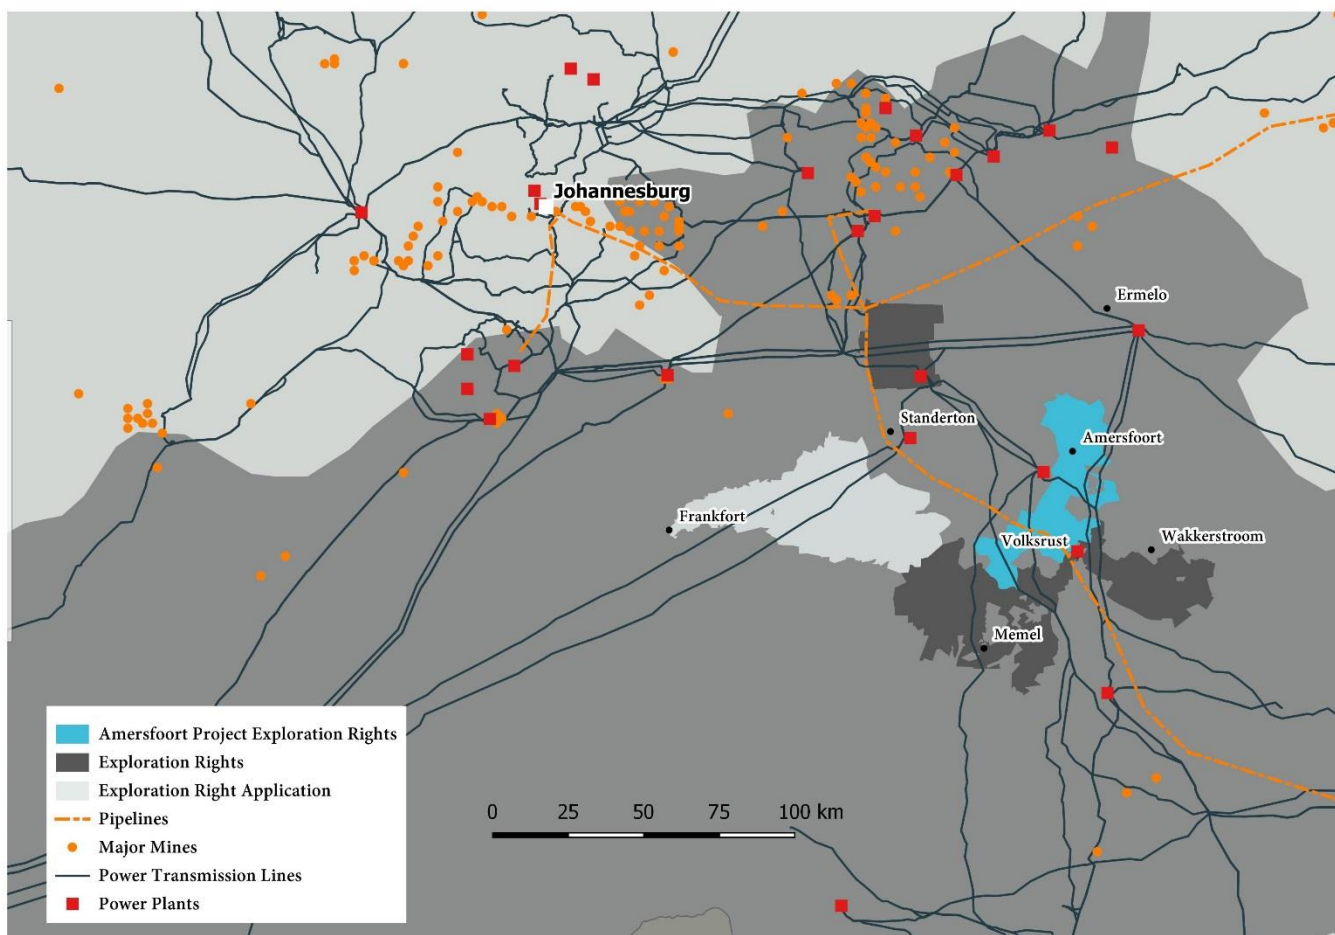 Johannesburg
Ermelo
Standerton
Amersfoort
Frankfort
Volksrust
Wakkerstroom
Memel
Amersfoort Project Exploration Rights
Exploration Rights
Exploration Right Application
Pipelines
Major Mines
Power Transmission Lines
Power Plants
0 25 50 75 100 km